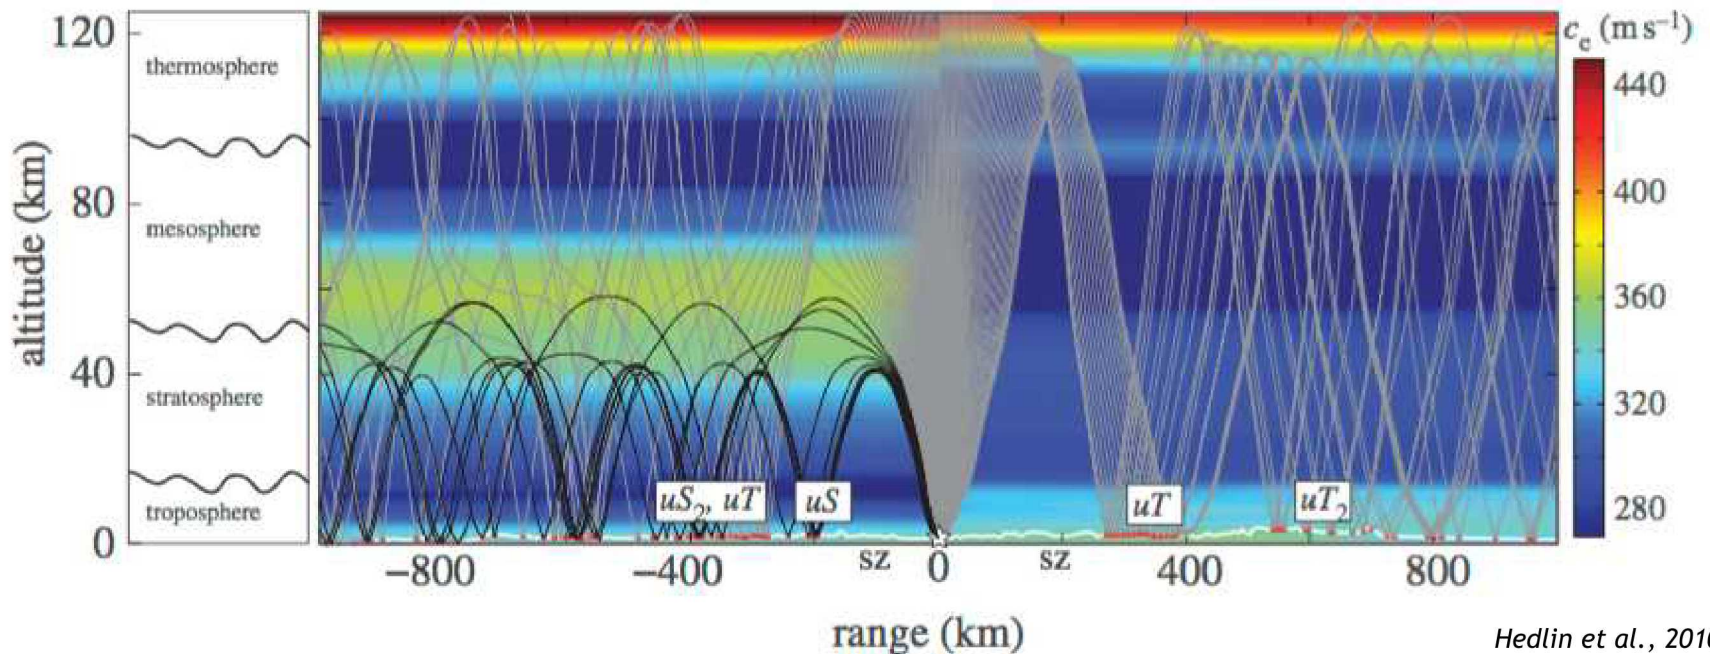 120
80
40
0
altitude (km)
thermosphere
mesosphere
stratosphere
troposphere
uS₂, uT
uS
uT
uT₂
sz
sz
−800
−400
0
400
800
range (km)
cₑ (m s⁻¹)
440
400
360
320
280
Hedlin et al., 201